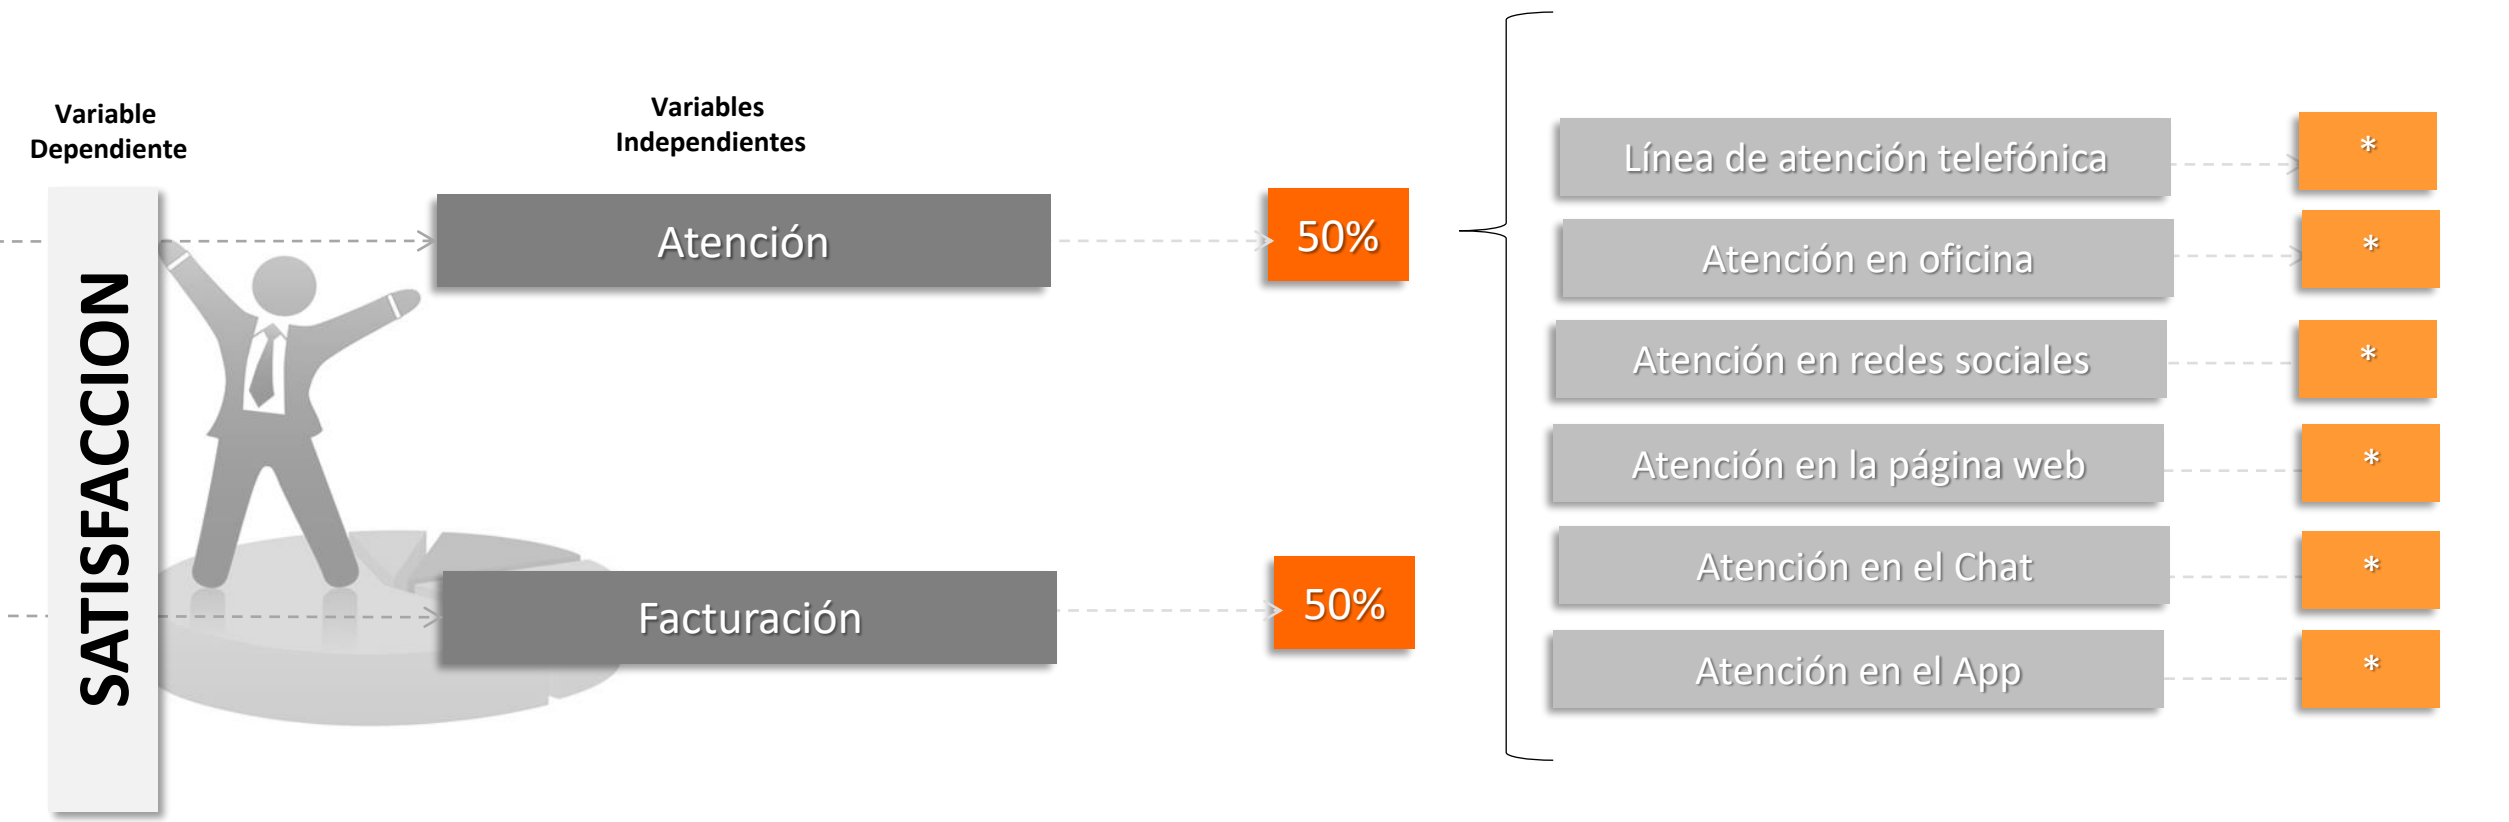 Variable
Dependiente
SATISFACCION
Variables
Independientes
Atención
50%
Facturación
50%
Línea de atención telefónica
*
Atención en oficina
*
Atención en redes sociales
*
Atención en la página web
*
Atención en el Chat
*
Atención en el App
*